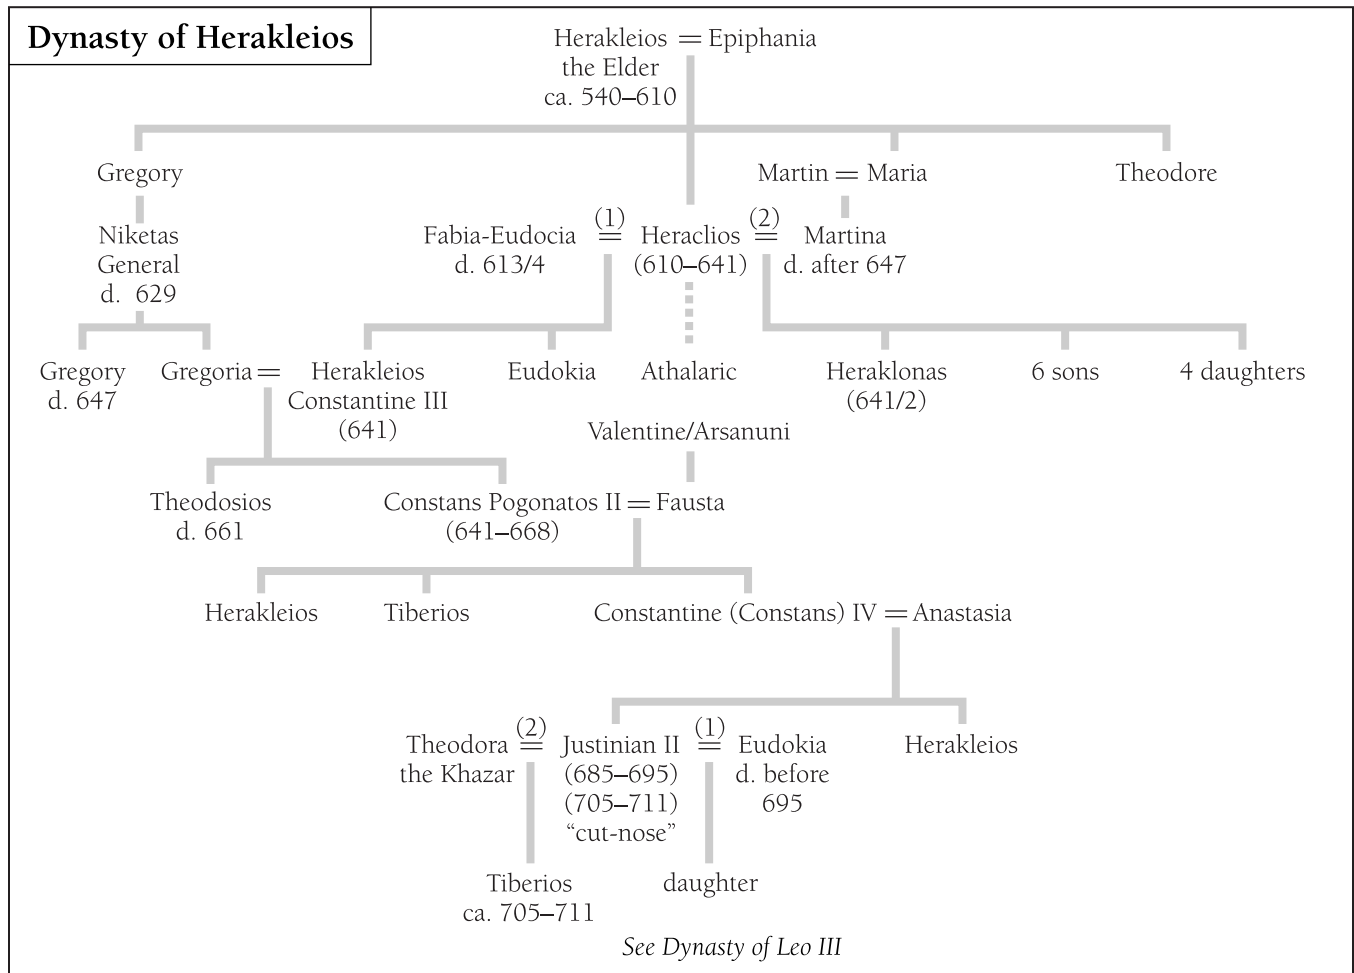 Dynasty of Herakleios
Herakleios = Epiphania
the Elder
ca. 540–610
Gregory
Martin = Maria
Theodore
Niketas
General
d. 629
Fabia-Eudocia (1) = Heraclios (2) = Martina
d. 613/4 (610–641) d. after 647
Gregory
d. 647
Gregoria = Herakleios
Constantine III
(641)
Eudokia
Athalaric
Heraklonas
(641/2)
6 sons
4 daughters
Valentine/Arsanuni
Theodosios
d. 661
Constans Pogonatos II = Fausta
(641–668)
Herakleios
Tiberios
Constantine (Constans) IV = Anastasia
Theodora (2) = Justinian II (1) = Eudokia
the Khazar (685–695) d. before
(705–711) 695
“cut-nose”
Herakleios
Tiberios
ca. 705–711
daughter
See Dynasty of Leo III